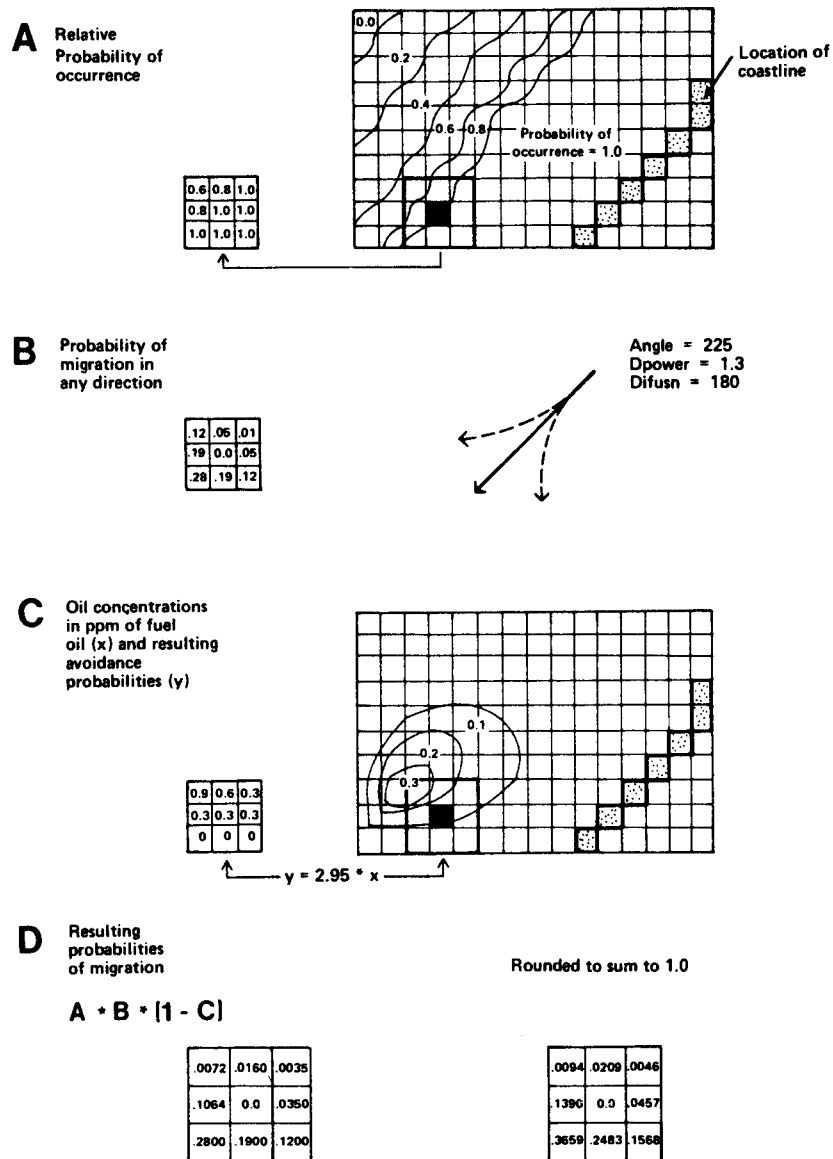 A Relative
Probability of
occurrence
0.0
0.2
0.4
0.6 0.8
Probability of
occurrence = 1.0
Location of
coastline
0.6 0.8 1.0
0.8 1.0 1.0
1.0 1.0 1.0
B Probability of
migration in
any direction
Angle = 225
Dpower = 1.3
Difusn = 180
.12 .05 .01
.19 0.0 .05
.28 .19 .12
C Oil concentrations
in ppm of fuel
oil (x) and resulting
avoidance
probabilities (y)
0.1
0.2
0.3
0.9 0.6 0.3
0.3 0.3 0.3
0 0 0
y = 2.95 * x
D Resulting
probabilities
of migration
Rounded to sum to 1.0
A * B * [1 - C]
.0072 .0160 .0035
.1064 0.0 .0350
.2800 .1900 .1200
.0094 .0209 .0046
.1390 0.0 .0457
.3659 .2483 .1568